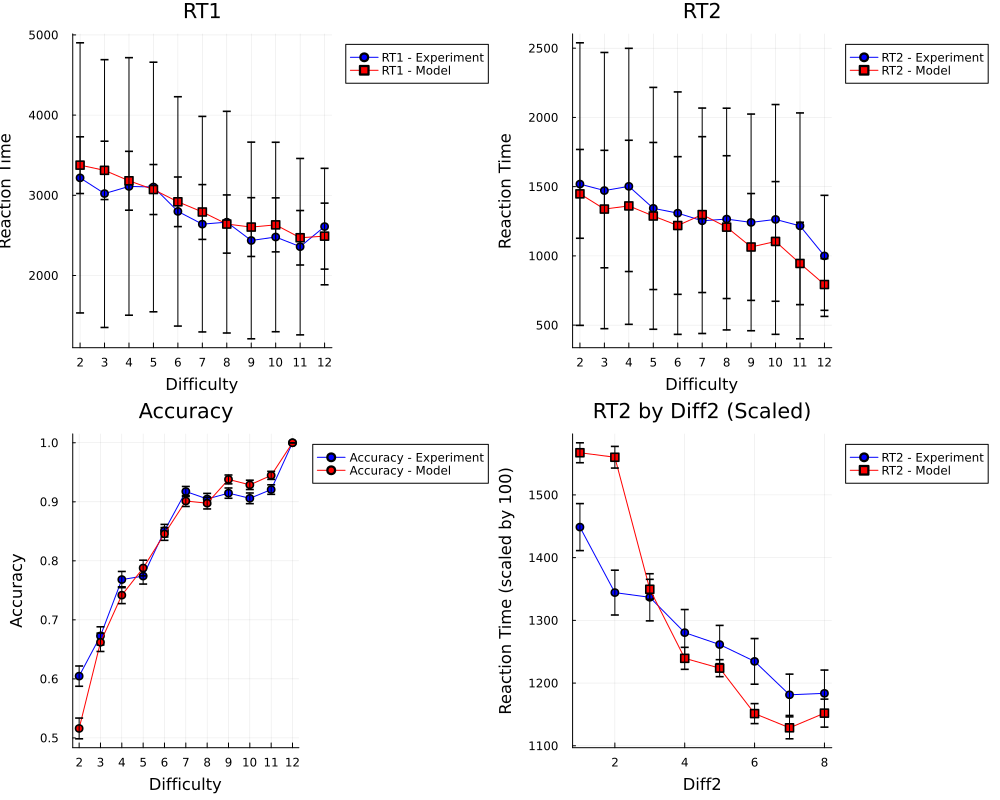 RT1
5000
4000
3000
2000
Reaction Time
2 3 4 5 6 7 8 9 10 11 12
Difficulty
RT1 - Experiment
RT1 - Model
RT2
2500
2000
1500
1000
500
Reaction Time
2 3 4 5 6 7 8 9 10 11 12
Difficulty
RT2 - Experiment
RT2 - Model
Accuracy
1.0
0.9
0.8
0.7
0.6
0.5
Accuracy
2 3 4 5 6 7 8 9 10 11 12
Difficulty
Accuracy - Experiment
Accuracy - Model
RT2 by Diff2 (Scaled)
1500
1400
1300
1200
1100
Reaction Time (scaled by 100)
2 4 6 8
Diff2
RT2 - Experiment
RT2 - Model